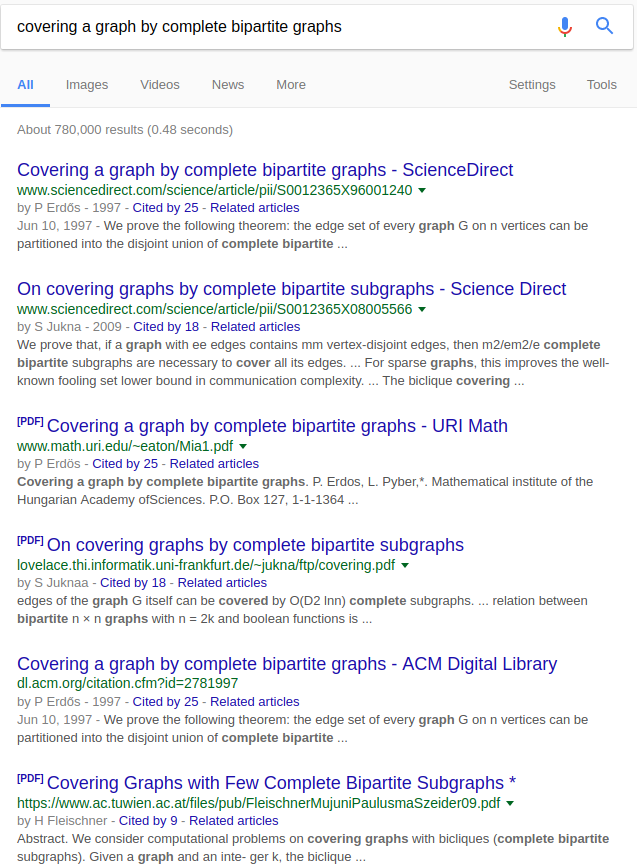 covering a graph by complete bipartite graphs
All Images Videos News More Settings Tools
About 780,000 results (0.48 seconds)
Covering a graph by complete bipartite graphs - ScienceDirect
www.sciencedirect.com/science/article/pii/S0012365X96001240
by P Erdős - 1997 - Cited by 25 - Related articles
Jun 10, 1997 - We prove the following theorem: the edge set of every graph G on n vertices can be
partitioned into the disjoint union of complete bipartite ...
On covering graphs by complete bipartite subgraphs - Science Direct
www.sciencedirect.com/science/article/pii/S0012365X08005566
by S Jukna - 2009 - Cited by 18 - Related articles
We prove that, if a graph with ee edges contains mm vertex-disjoint edges, then m2/em2/e complete
bipartite subgraphs are necessary to cover all its edges. ... For sparse graphs, this improves the well-
known fooling set lower bound in communication complexity. ... The biclique covering ...
[PDF] Covering a graph by complete bipartite graphs - URI Math
www.math.uri.edu/~eaton/Mia1.pdf
by P Erdös - Cited by 25 - Related articles
Covering a graph by complete bipartite graphs. P. Erdos, L. Pyber,*. Mathematical institute of the
Hungarian Academy ofSciences. P.O. Box 127, 1-1-1364 ...
[PDF] On covering graphs by complete bipartite subgraphs
lovelace.thi.informatik.uni-frankfurt.de/~jukna/ftp/covering.pdf
by S Juknaa - Cited by 18 - Related articles
edges of the graph G itself can be covered by O(D2 lnn) complete subgraphs. ... relation between
bipartite n × n graphs with n = 2k and boolean functions is ...
Covering a graph by complete bipartite graphs - ACM Digital Library
dl.acm.org/citation.cfm?id=2781997
by P Erdős - 1997 - Cited by 25 - Related articles
Jun 10, 1997 - We prove the following theorem: the edge set of every graph G on n vertices can be
partitioned into the disjoint union of complete bipartite ...
[PDF] Covering Graphs with Few Complete Bipartite Subgraphs *
https://www.ac.tuwien.ac.at/files/pub/FleischnerMujuniPaulusmaSzeider09.pdf
by H Fleischner - Cited by 9 - Related articles
Abstract. We consider computational problems on covering graphs with bicliques (complete bipartite
subgraphs). Given a graph and an inte- ger k, the biclique ...